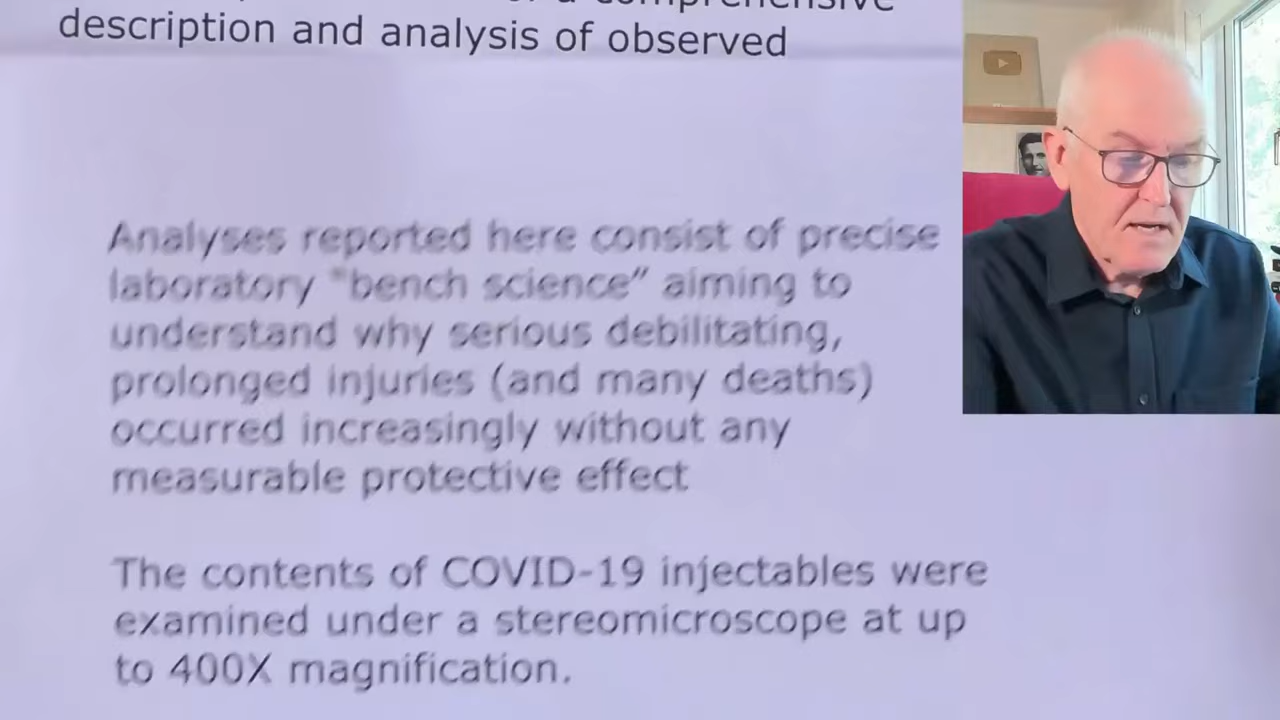 comprehensive
description and analysis of observed
Analyses reported here consist of precise
laboratory "bench science” aiming to
understand why serious debilitating,
prolonged injuries (and many deaths)
occurred increasingly without any
measurable protective effect
The contents of COVID-19 injectables were
examined under a stereomicroscope at up
to 400X magnification.